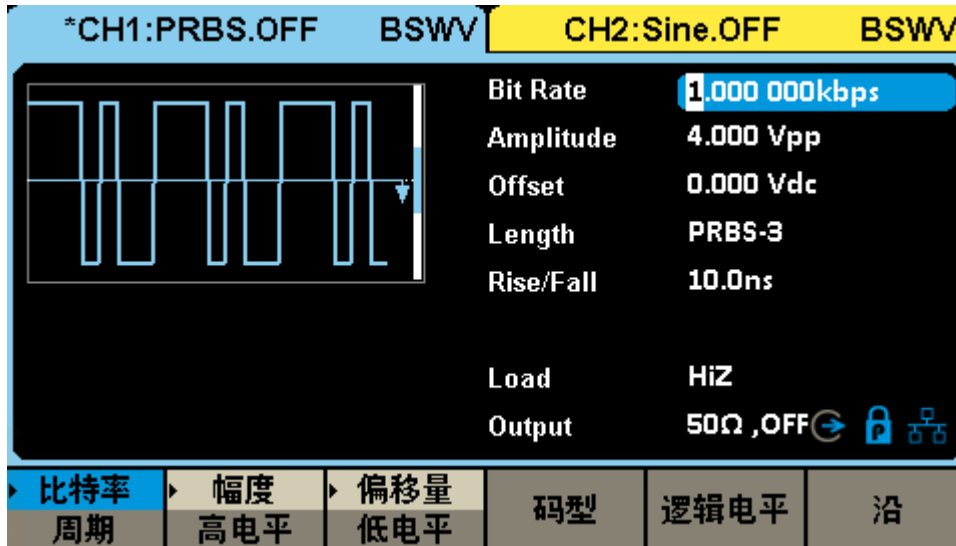 *CH1:PRBS.OFF BSWV CH2:Sine.OFF BSWV
Bit Rate 1.000 000kbps
Amplitude 4.000 Vpp
Offset 0.000 Vdc
Length PRBS-3
Rise/Fall 10.0ns
Load HiZ
Output 50Ω ,OFF P
比特率 幅度 偏移量 码型 逻辑电平 沿
周期 高电平 低电平